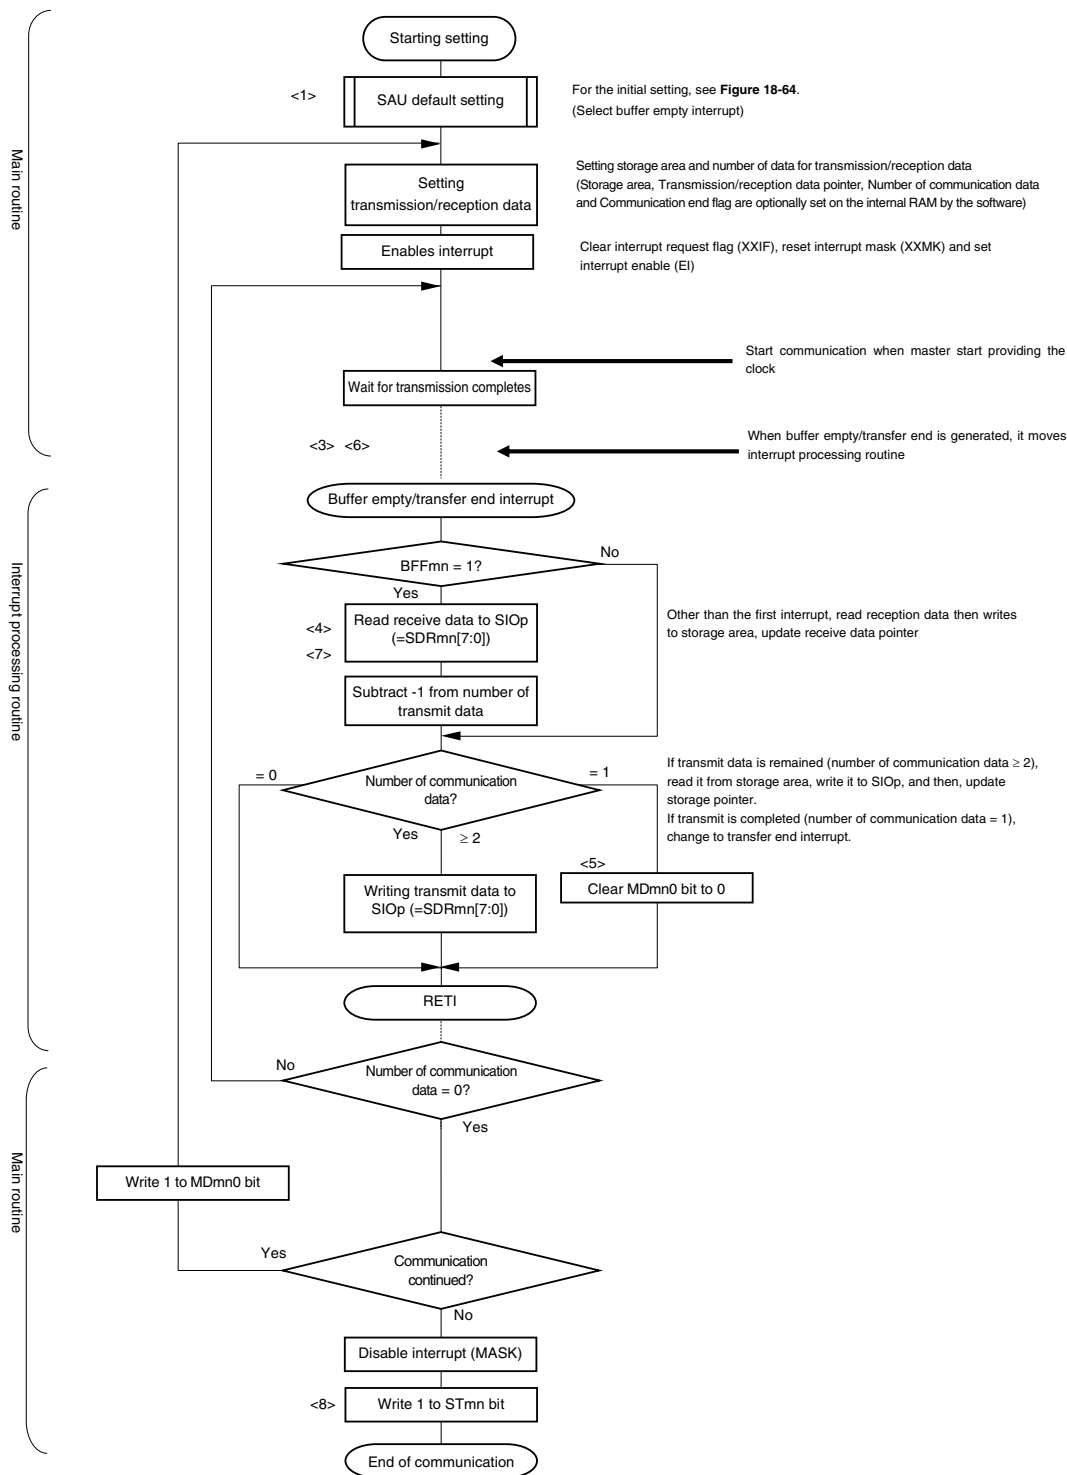 Starting setting
<1>
SAU default setting
For the initial setting, see Figure 18-64.
(Select buffer empty interrupt)
Main routine
Setting
transmission/reception data
Setting storage area and number of data for transmission/reception data
(Storage area, Transmission/reception data pointer, Number of communication data
and Communication end flag are optionally set on the internal RAM by the software)
Enables interrupt
Clear interrupt request flag (XXIF), reset interrupt mask (XXMK) and set
interrupt enable (EI)
Start communication when master start providing the
clock
Wait for transmission completes
<3> <6>
When buffer empty/transfer end is generated, it moves
interrupt processing routine
Buffer empty/transfer end interrupt
Interrupt processing routine
BFFmn = 1?
No
Yes
<4>
<7>
Read receive data to SIOp
(=SDRmn[7:0])
Other than the first interrupt, read reception data then writes
to storage area, update receive data pointer
Subtract -1 from number of
transmit data
= 0
Number of communication
data?
= 1
Yes
≥ 2
If transmit data is remained (number of communication data ≥ 2),
read it from storage area, write it to SIOp, and then, update
storage pointer.
If transmit is completed (number of communication data = 1),
change to transfer end interrupt.
<5>
Writing transmit data to
SIOp (=SDRmn[7:0])
Clear MDmn0 bit to 0
RETI
No
Number of communication
data = 0?
Yes
Main routine
Write 1 to MDmn0 bit
Yes
Communication
continued?
No
Disable interrupt (MASK)
<8>
Write 1 to STmn bit
End of communication